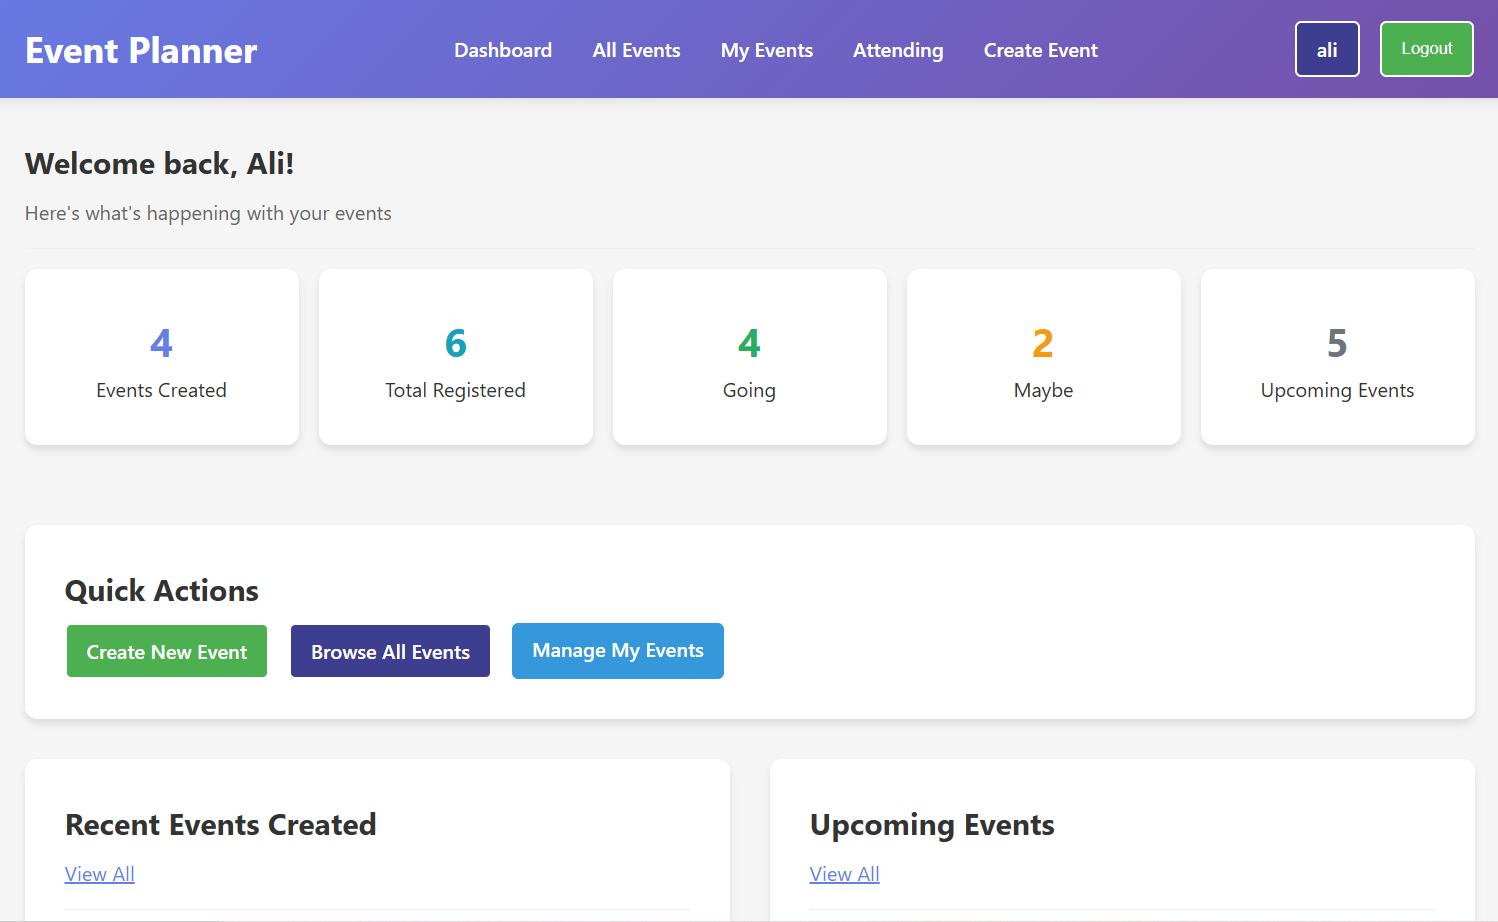 Event Planner
Dashboard All Events My Events Attending Create Event
ali
Logout
Welcome back, Ali!
Here's what's happening with your events
4
Events Created
6
Total Registered
4
Going
2
Maybe
5
Upcoming Events
Quick Actions
Create New Event
Browse All Events
Manage My Events
Recent Events Created
View All
Upcoming Events
View All